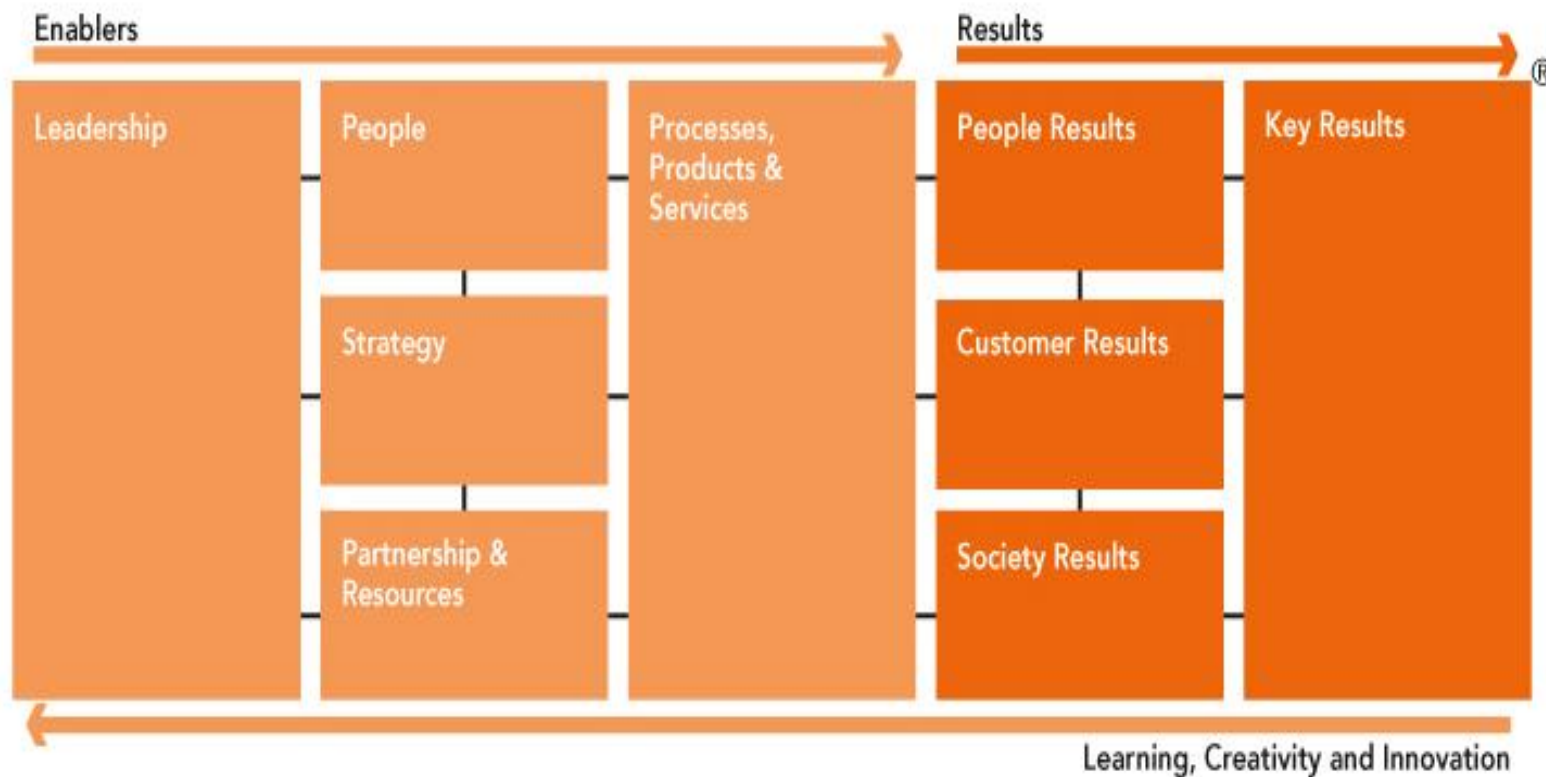 Enablers
Results
®
Leadership
People
Processes,
Products &
Services
People Results
Key Results
Strategy
Customer Results
Partnership &
Resources
Society Results
Learning, Creativity and Innovation